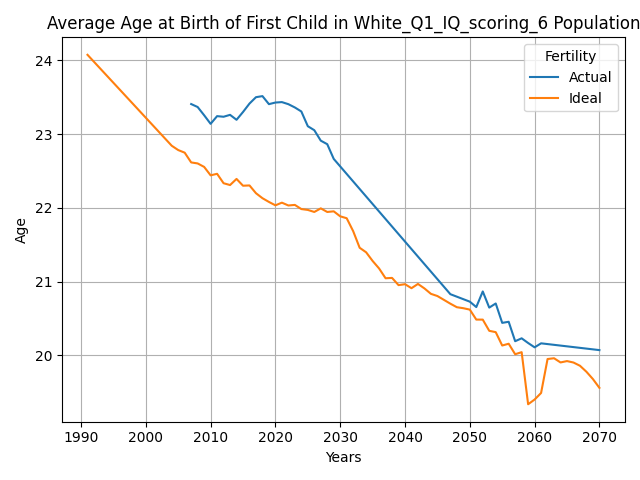 Average Age at Birth of First Child in White_Q1_IQ_scoring_6 Population
Fertility
Actual
Ideal
24
23
22
21
20
Age
1990 2000 2010 2020 2030 2040 2050 2060 2070
Years